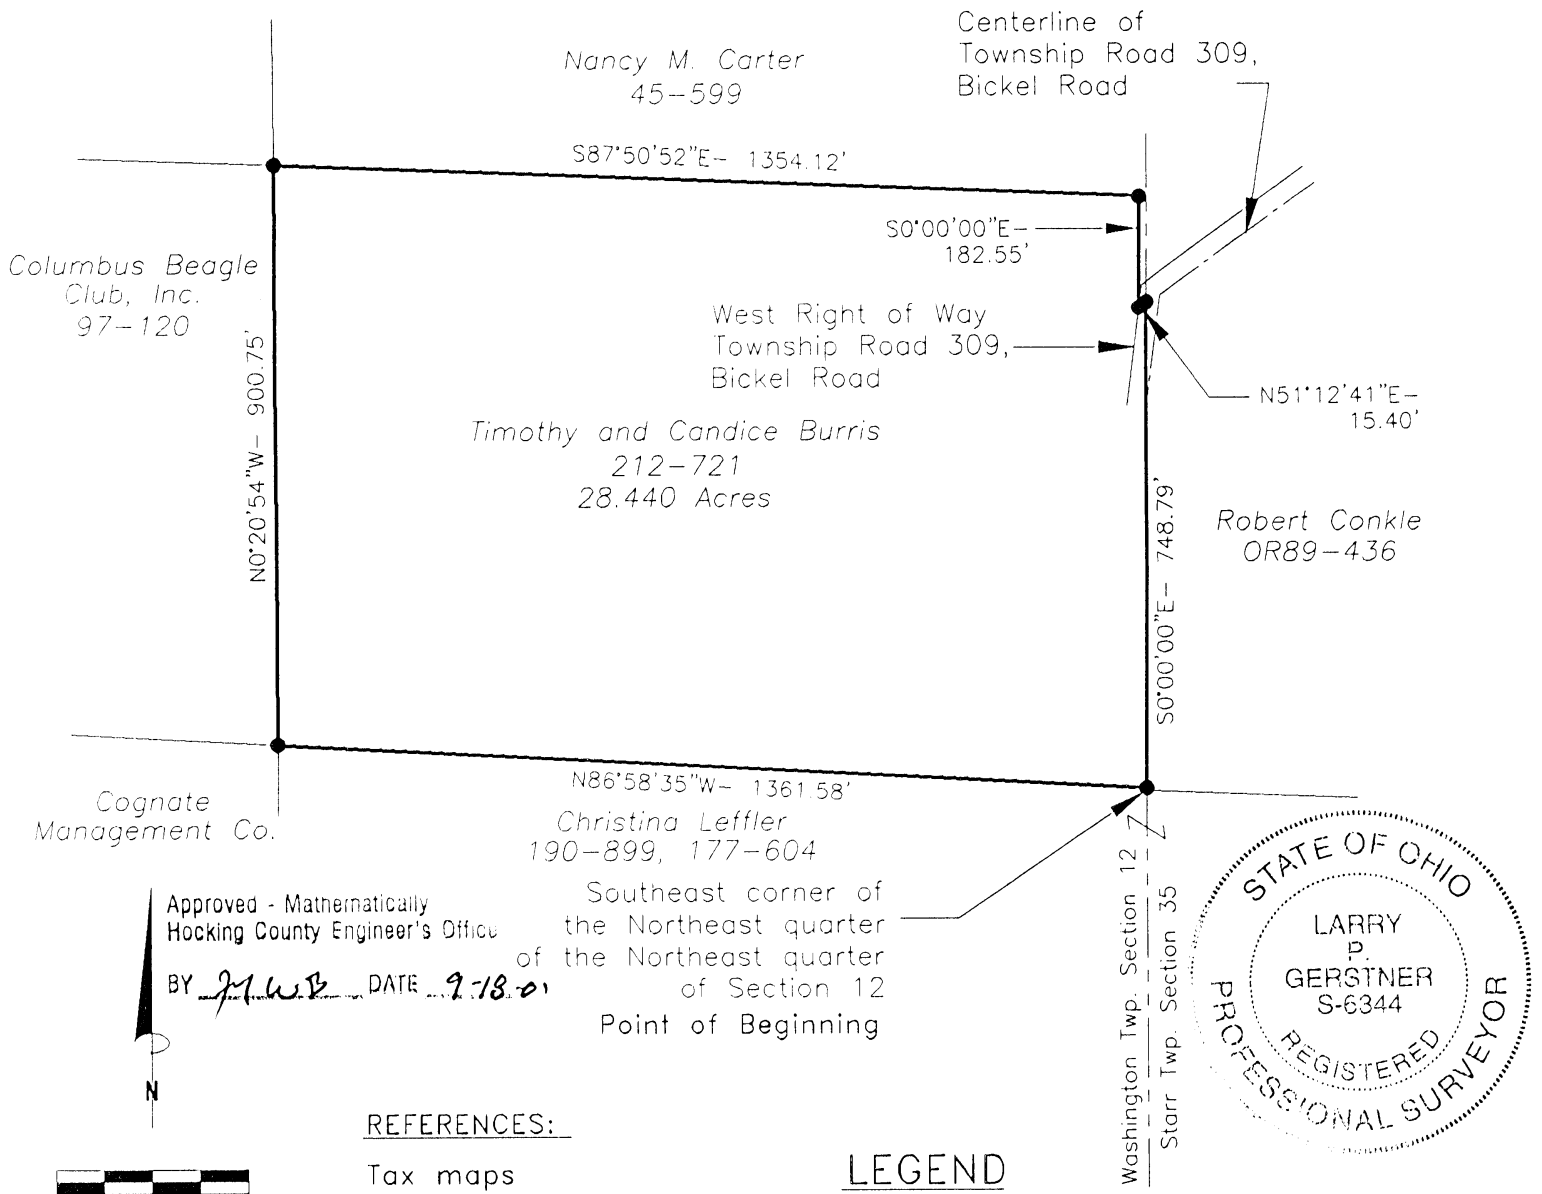 Centerline of
Township Road 309,
Bickel Road
Nancy M. Carter
45-599
S87°50'52"E- 1354.12'
S0°00'00"E-
182.55'
Columbus Beagle
Club, Inc.
97-120
N0°20'54"W- 900.75'
West Right of Way
Township Road 309,
Bickel Road
N51°12'41"E-
15.40'
Timothy and Candice Burris
212-721
28.440 Acres
S0°00'00"E- 748.79'
Robert Conkle
OR89-436
N86°58'35"W- 1361.58'
Cognate
Management Co.
Christina Leffler
190-899, 177-604
Southeast corner of
the Northeast quarter
of the Northeast quarter
of Section 12
Point of Beginning
Approved - Mathematically
Hocking County Engineer's Office
BY DATE 9-18-01
N
Washington Twp. Section 12
Starr Twp. Section 35
STATE OF OHIO
LARRY
P.
GERSTNER
S-6344
REGISTERED
PROFESSIONAL SURVEYOR
REFERENCES:
Tax maps
LEGEND